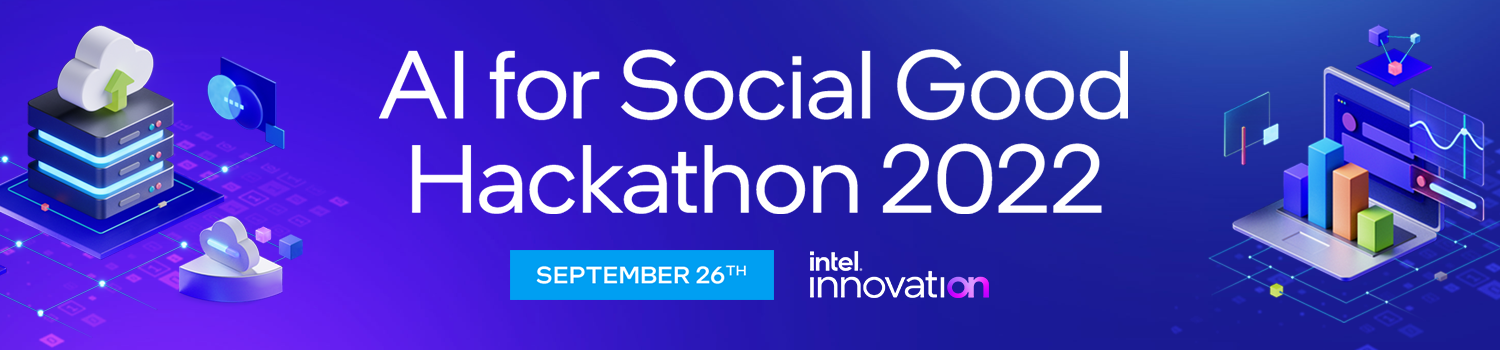 AI for Social Good
Hackathon 2022
SEPTEMBER 26TH
intel.
innovation